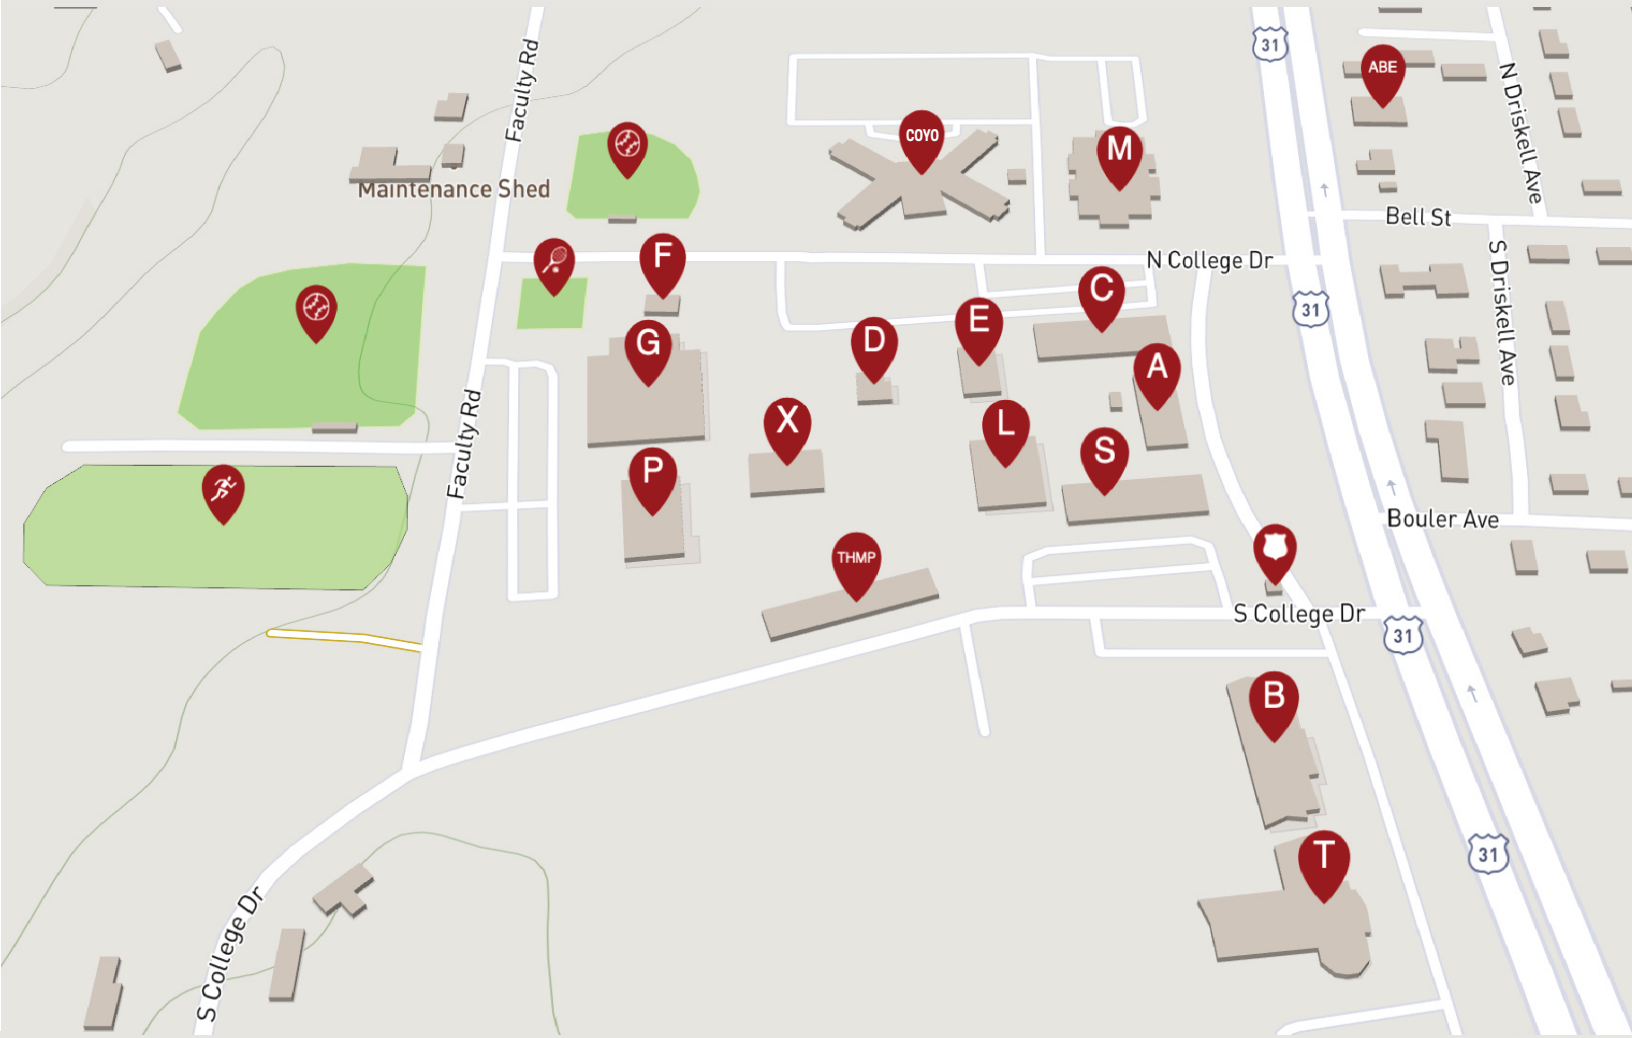 31
ABE
Faculty Rd
N Driskell Ave
COYO
M
Maintenance Shed
Bell St
F
N College Dr
S Driskell Ave
C
31
E
D
G
A
X
L
Faculty Rd
S
P
Bouler Ave
THMP
S College Dr
31
B
T
31
S College Dr